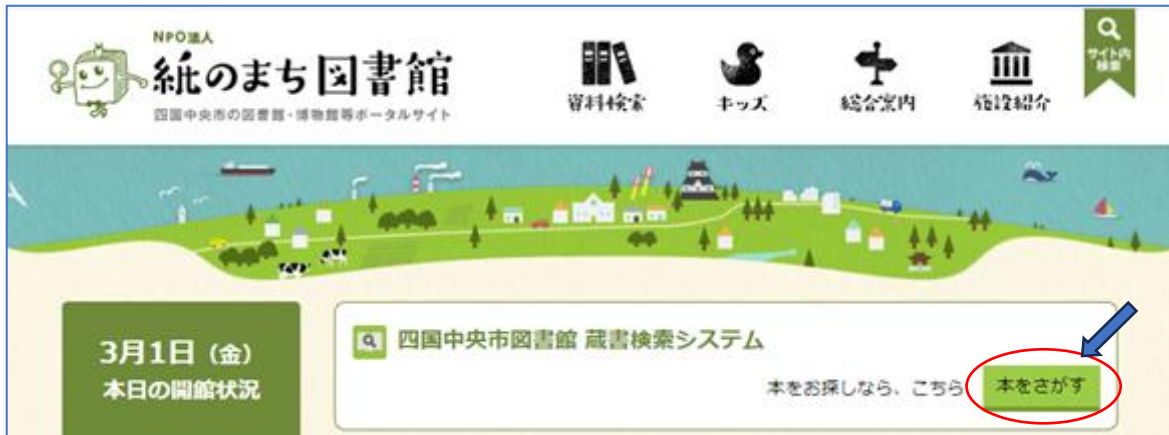 NPO法人
紙のまち図書館
四国中央市の図書館・博物館等ポータルサイト
資料検索
キッズ
総合案内
施設紹介
サイト内
検索
3月1日（金）
本日の開館状況
四国中央市図書館 蔵書検索システム
本をお探しなら、こちら
本をさがす